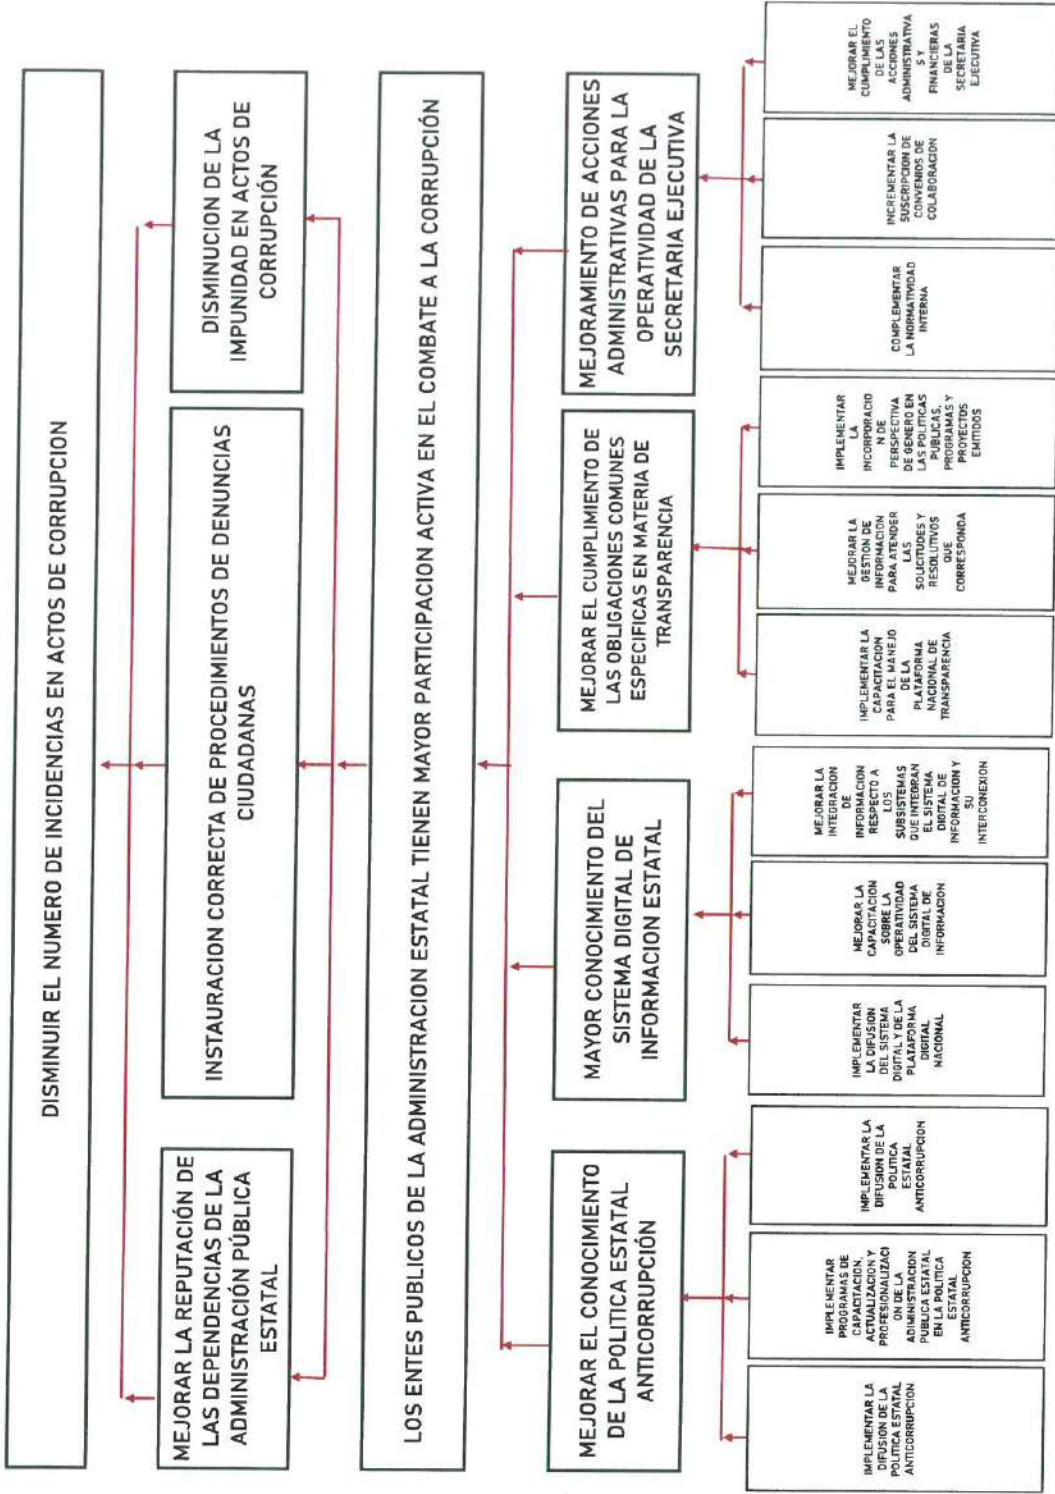 DISMINUIR EL NUMERO DE INCIDENCIAS EN ACTOS DE CORRUPCION
MEJORAR LA REPUTACIÓN DE
LAS DEPENDENCIAS DE LA
ADMINISTRACIÓN PÚBLICA
ESTATAL
INSTAURACION CORRECTA DE PROCEDIMIENTOS DE DENUNCIAS
CIUDADANAS
DISMINUCION DE LA
IMPUNIDAD EN ACTOS DE
CORRUPCIÓN
LOS ENTES PUBLICOS DE LA ADMINISTRACION ESTATAL TIENEN MAYOR PARTICIPACION ACTIVA EN EL COMBATE A LA CORRUPCIÓN
MEJORAR EL CONOCIMIENTO
DE LA POLITICA ESTATAL
ANTICORRUPCIÓN
MAYOR CONOCIMIENTO DEL
SISTEMA DIGITAL DE
INFORMACION ESTATAL
MEJORAR EL CUMPLIMIENTO DE
LAS OBLIGACIONES COMUNES
ESPECIFICAS EN MATERIA DE
TRANSPARENCIA
MEJORAMIENTO DE ACCIONES
ADMINISTRATIVAS PARA LA
OPERATIVIDAD DE LA
SECRETARIA EJECUTIVA
IMPLEMENTAR LA
DIFUSION DE LA
POLITICA ESTATAL
ANTICORRUPCION
IMPLEMENTAR
PROGRAMAS DE
CAPACITACION,
ACTUALIZACION Y
PROFESIONALIZACI
ON DE LA
ADIMINISTRACION
PUBLICA ESTATAL
EN LA POLITICA
ESTATAL
ANTICORRUPCION
IMPLEMENTAR LA
DIFUSION DE LA
POLITICA
ESTATAL
ANTICORRUPCION
IMPLEMENTAR
LA DIFUSION
DEL SISTEMA
DIGITAL Y DE LA
PLATAFORMA
DIGITAL
NACIONAL
MEJORAR LA
CAPACITACION
SOBRE LA
OPERATIVIDAD
DEL SISTEMA
DIGITAL DE
INFORMACION
MEJORAR LA
INTEGRACION
DE
INFORMACION
RESPECTO A
LOS
SUBSISTEMAS
QUE INTEGRAN
EL SISTEMA
DIGITAL DE
INFORMACION Y
SU
INTERCONEXION
IMPLEMENTAR LA
CAPACITACION
PARA EL MANEJO
DE LA
PLATAFORMA
NACIONAL DE
TRANSPARENCIA
MEJORAR LA
GESTION DE
INFORMACION
PARA ATENDER
LAS
SOLICITUDES Y
RESOLUTIVOS
QUE
CORRESPONDA
IMPLEMENTAR
LA
INCORPORACIO
N DE
PERSPECTIVA
DE GENERO EN
LAS POLITICAS
PUBLICAS,
PROGRAMAS Y
PROYECTOS
EMITIDOS
COMPLEMENTAR
LA NORMATIVIDAD
INTERNA
INCREMENTAR LA
SUSCRIPCION DE
CONVENIOS DE
COLABORACION
MEJORAR EL
CUMPLIMIENTO
DE LAS
ACCIONES
ADMINISTRATIVA
S Y
FINANCIERAS
DE LA
SECRETARIA
EJECUTIVA